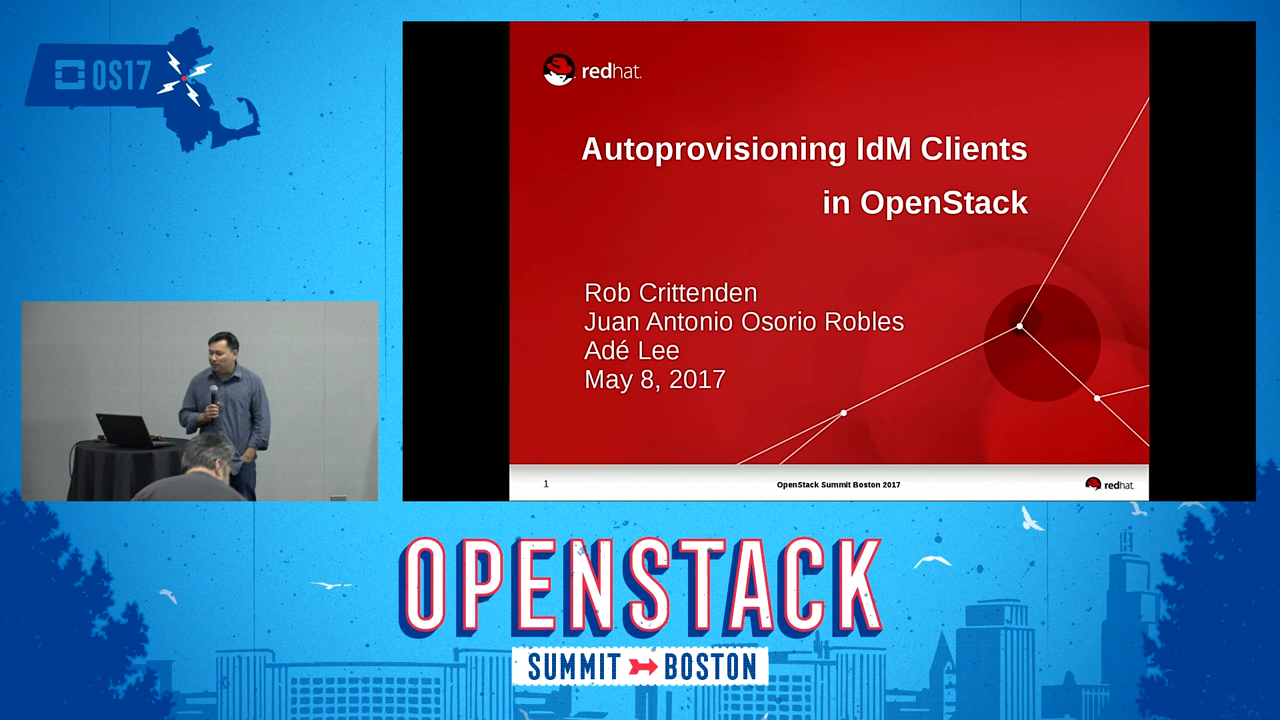 OS17
redhat.
Autoprovisioning IdM Clients
in OpenStack
Rob Crittenden
Juan Antonio Osorio Robles
Adé Lee
May 8, 2017
1
OpenStack Summit Boston 2017
redhat.
OPENSTACK
SUMMIT BOSTON